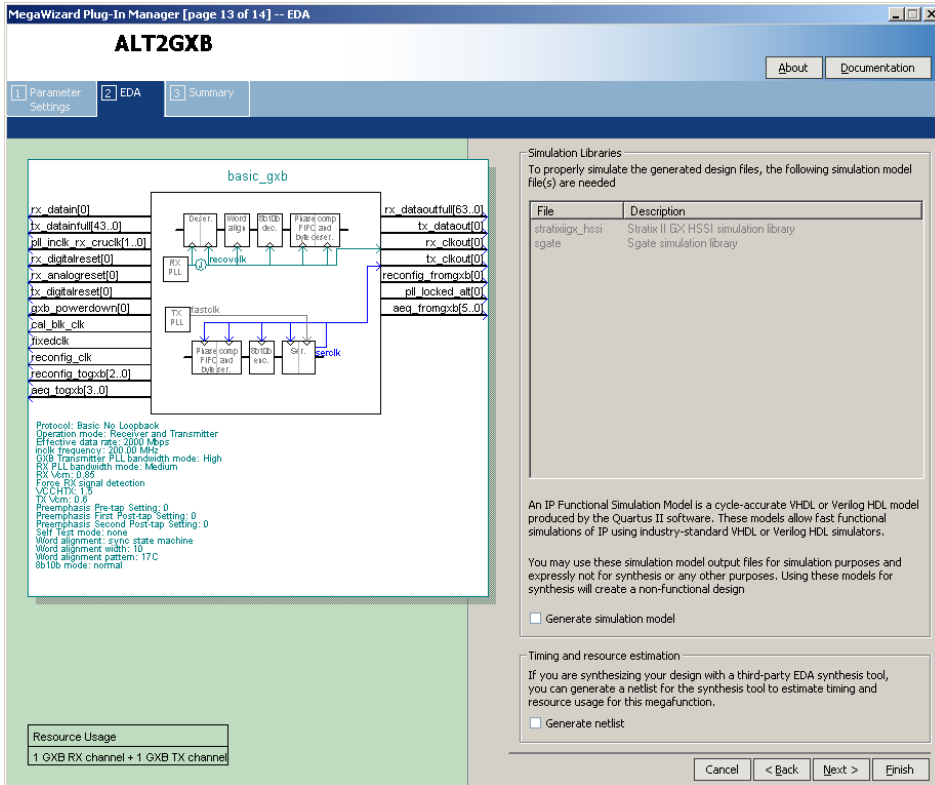 MegaWizard Plug-In Manager [page 13 of 14] -- EDA
ALT2GXB
About
Documentation
1 Parameter Settings
2 EDA
3 Summary
basic_gxb
rx_datain[0]
tx_datainfull[43..0]
pll_inclk_rx_cruclk[1..0]
rx_digitalreset[0]
rx_analogreset[0]
tx_digitalreset[0]
gxb_powerdown[0]
cal_blk_clk
fixedclk
reconfig_clk
reconfig_togxb[2..0]
aeq_togxb[3..0]
Deser.
Word align
8b10b dec.
Phase comp FIFO and byte deser.
RX PLL
recovclk
TX PLL
fastclk
Phase comp FIFO and byte ser.
8b10b enc.
Ser.
serclk
rx_dataoutfull[63..0]
tx_dataout[0]
rx_clkout[0]
tx_clkout[0]
reconfig_fromgxb[0]
pll_locked_alt[0]
aeq_fromgxb[5..0]
Protocol: Basic No Loopback
Operation mode: Receiver and Transmitter
Effective data rate: 2000 Mbps
inclk frequency: 200.00 MHz
GXB Transmitter PLL bandwidth mode: High
RX PLL bandwidth mode: Medium
RX Vcm: 0.85
Force RX signal detection
VCCHTX: 1.5
TX Vcm: 0.6
Preemphasis Pre-tap Setting: 0
Preemphasis First Post-tap Setting: 0
Preemphasis Second Post-tap Setting: 0
Self Test mode: none
Word alignment: sync state machine
Word alignment width: 10
Word alignment pattern: 17C
8b10b mode: normal
Resource Usage
1 GXB RX channel + 1 GXB TX channel
Simulation Libraries
To properly simulate the generated design files, the following simulation model
file(s) are needed
File Description
stratixiigx_hssi Stratix II GX HSSI simulation library
sgate Sgate simulation library
An IP Functional Simulation Model is a cycle-accurate VHDL or Verilog HDL model
produced by the Quartus II software. These models allow fast functional
simulations of IP using industry-standard VHDL or Verilog HDL simulators.
You may use these simulation model output files for simulation purposes and
expressly not for synthesis or any other purposes. Using these models for
synthesis will create a non-functional design
Generate simulation model
Timing and resource estimation
If you are synthesizing your design with a third-party EDA synthesis tool,
you can generate a netlist for the synthesis tool to estimate timing and
resource usage for this megafunction.
Generate netlist
Cancel
< Back
Next >
Finish